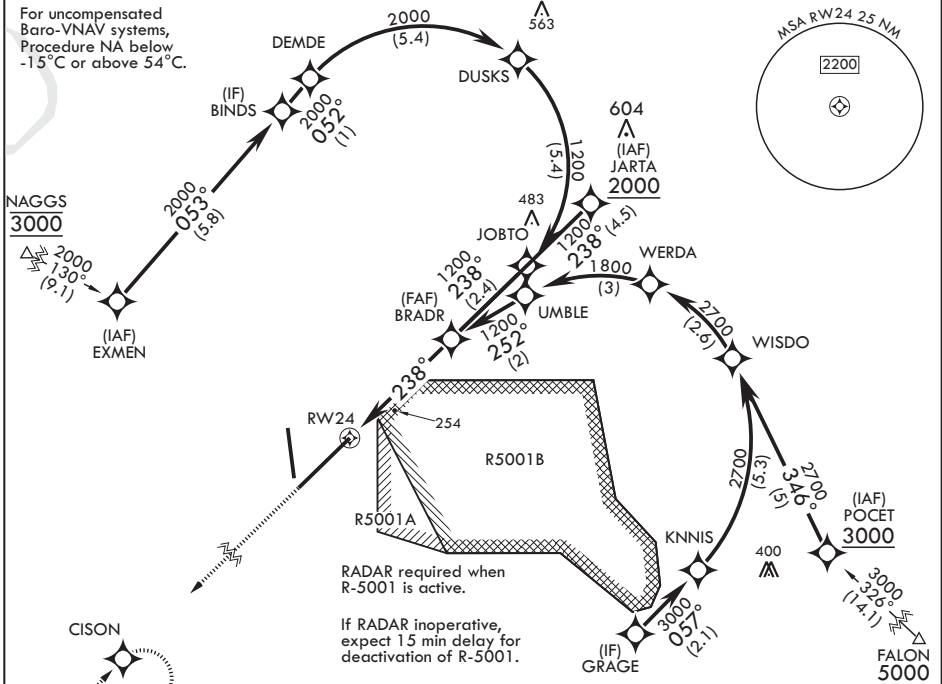 For uncompensated
Baro-VNAV systems,
Procedure NA below
-15°C or above 54°C.
2000
(5.4)
563
MSA RW24 25 NM
2200
DEMDE
DUSKS
(IF)
BINDS
2000
052°
(1)
604
(IAF)
JARTA
2000
1200
(5.4)
2000
053°
(5.8)
NAGGS
3000
2000
130°
(9.1)
483
JOBTO
1200
238°
(4.5)
WERDA
1800
(3)
1200
238°
(2.4)
(FAF)
BRADR
UMBLE
1200
252°
(2)
2700
(2.6)
(IAF)
EXMEN
WISDO
238°
RW24
254
R5001B
R5001A
2700
(5.3)
2700
346°
(5)
(IAF)
POCET
3000
KNNIS
400
RADAR required when
R-5001 is active.
If RADAR inoperative,
expect 15 min delay for
deactivation of R-5001.
3000
057°
(2.1)
(IF)
GRAGE
3000
326°
(14.1)
FALON
5000
CISON